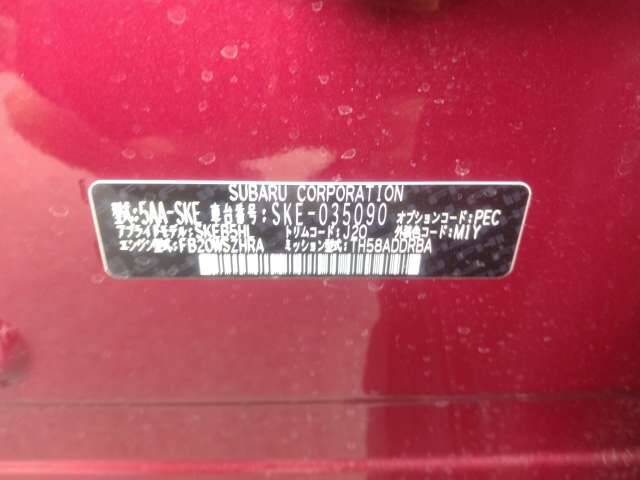 SUBARU CORPORATION
型式:5AA-SKE 車台番号:SKE-035090 オプションコード:PEC
アプライドモデル:SKEB5HL トリムコード:J20 外装色コード:M1Y
エンジン型式:FB20WSZHRA ミッション型式:TH58ADDRBA